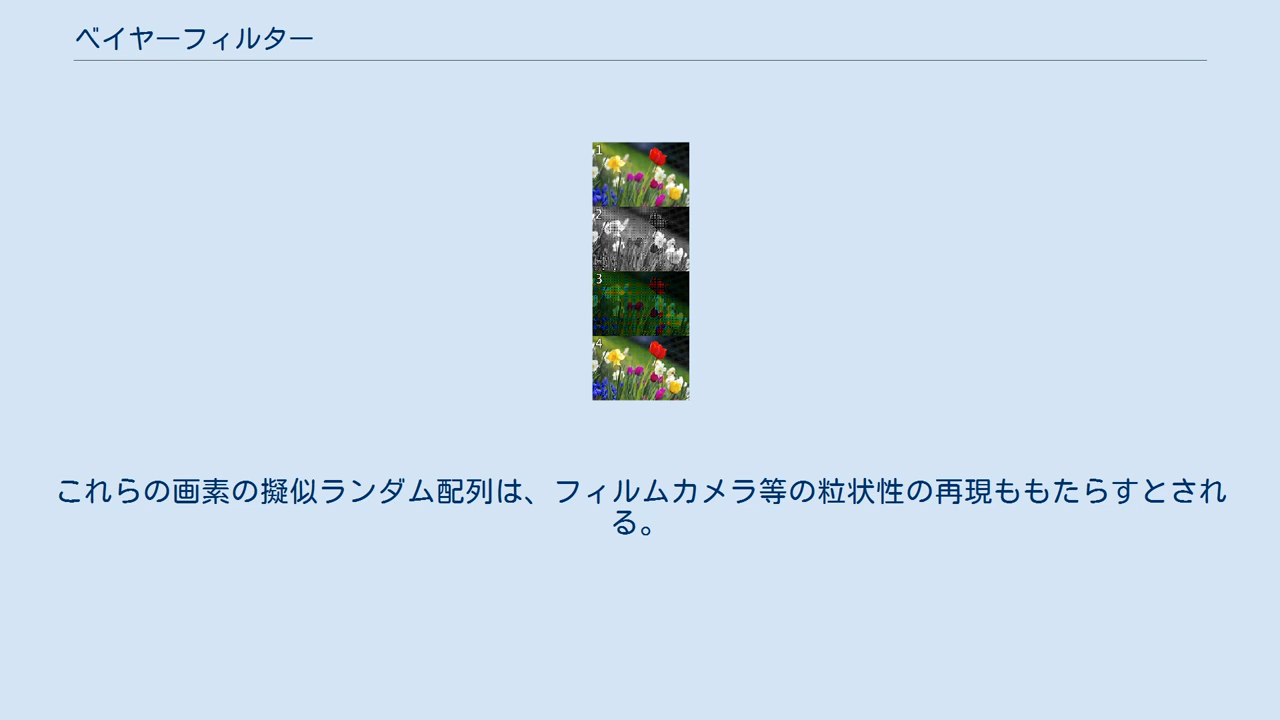 ベイヤーフィルター
1
2
3
4
これらの画素の擬似ランダム配列は、フィルムカメラ等の粒状性の再現ももたらすとされ
る。